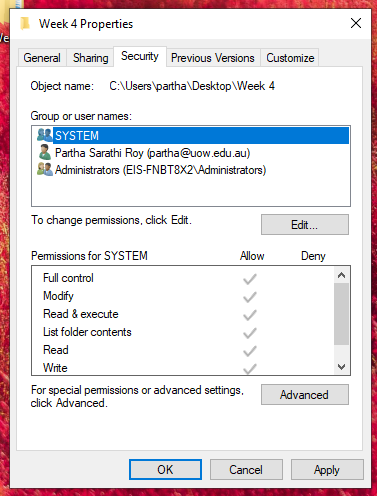 Week 4 Properties
General Sharing Security Previous Versions Customize
Object name: C:\Users\partha\Desktop\Week 4
Group or user names:
SYSTEM
Partha Sarathi Roy (partha@uow.edu.au)
Administrators (EIS-FNBT8X2\Administrators)
To change permissions, click Edit. Edit...
Permissions for SYSTEM Allow Deny
Full control
Modify
Read & execute
List folder contents
Read
Write
For special permissions or advanced settings,
click Advanced. Advanced
OK Cancel Apply